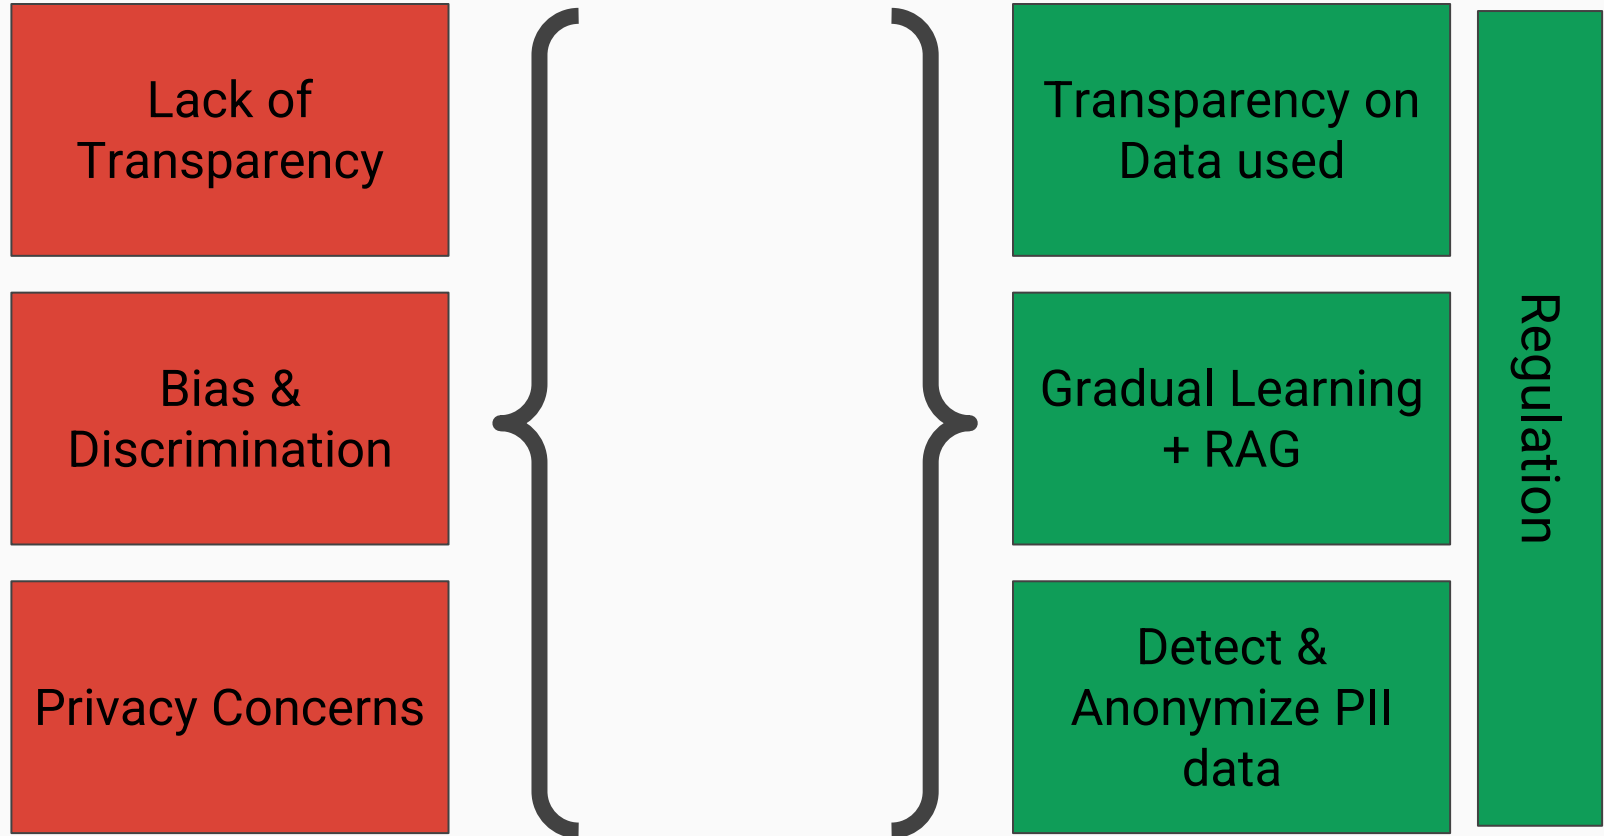 Lack of
Transparency
Bias &
Discrimination
Privacy Concerns
Transparency on
Data used
Gradual Learning
+ RAG
Detect &
Anonymize PII
data
Regulation